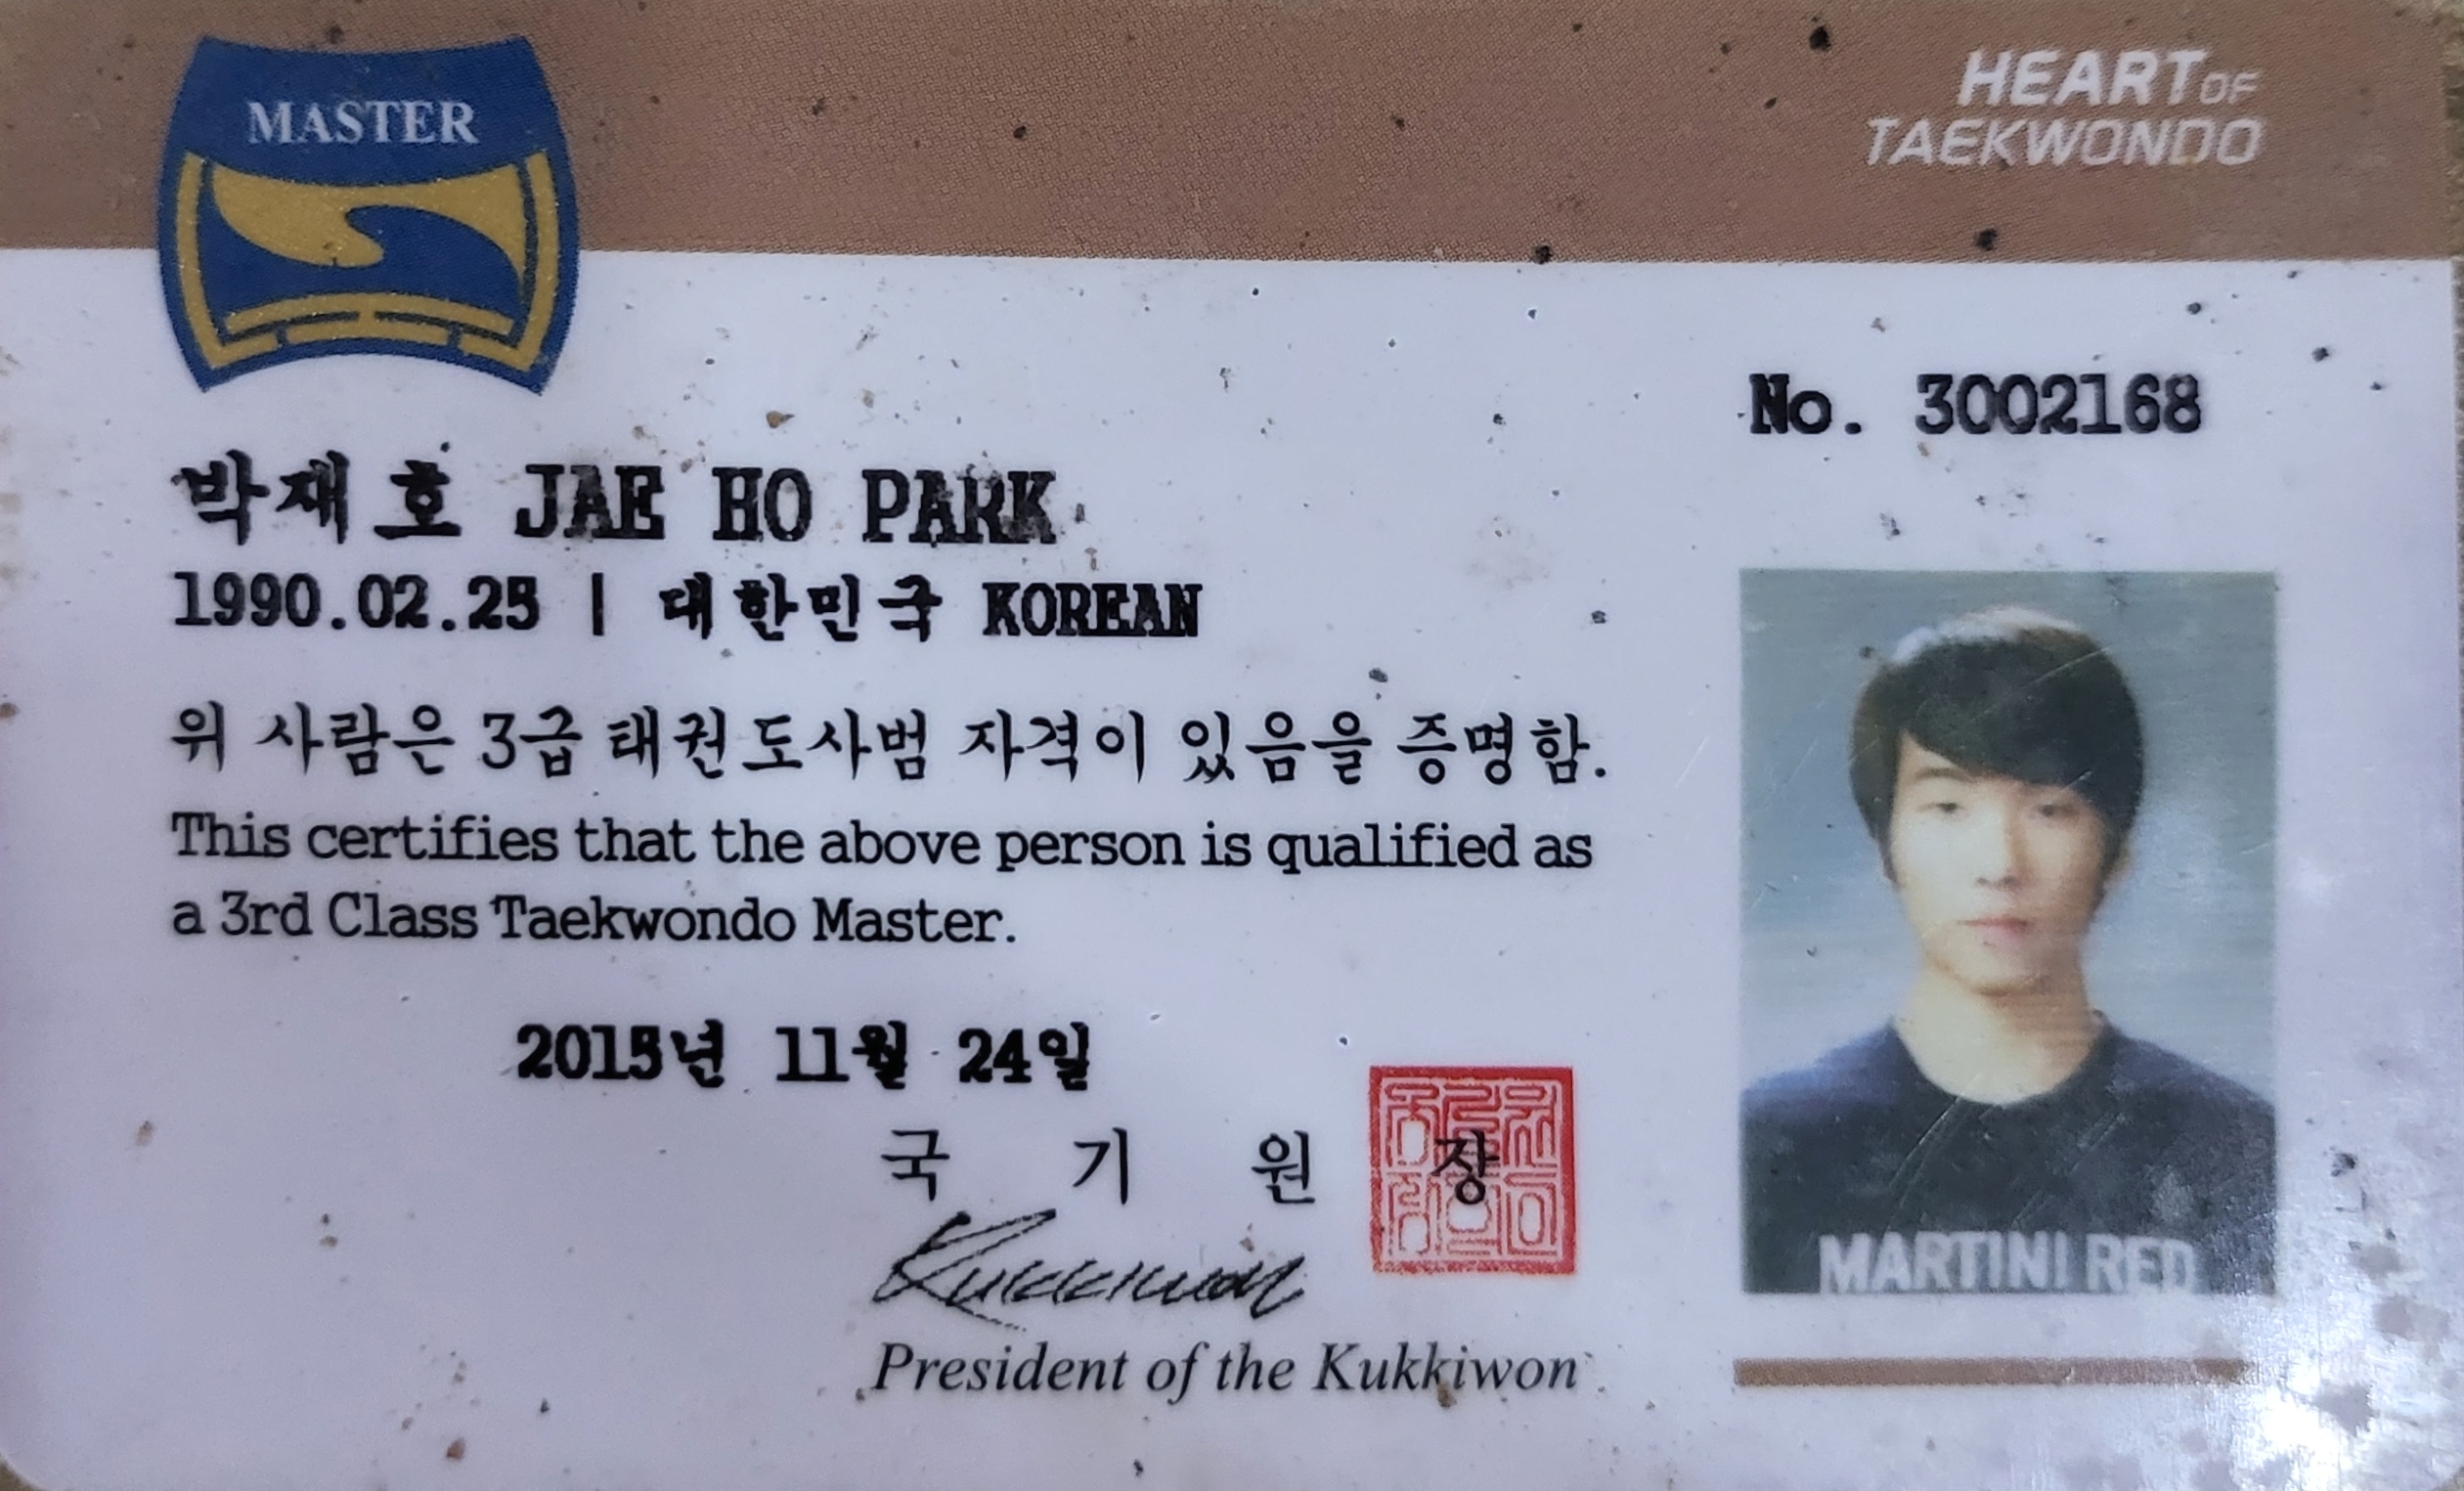 MASTER
HEART OF
TAEKWONDO
No. 3002168
박재호 JAE HO PARK
1990.02.25 | 대한민국 KOREAN
위 사람은 3급 태권도사범 자격이 있음을 증명함.
This certifies that the above person is qualified as
a 3rd Class Taekwondo Master.
2015년 11월 24일
국 기 원 장
Kukkiwon
President of the Kukkiwon
MARTINI RED